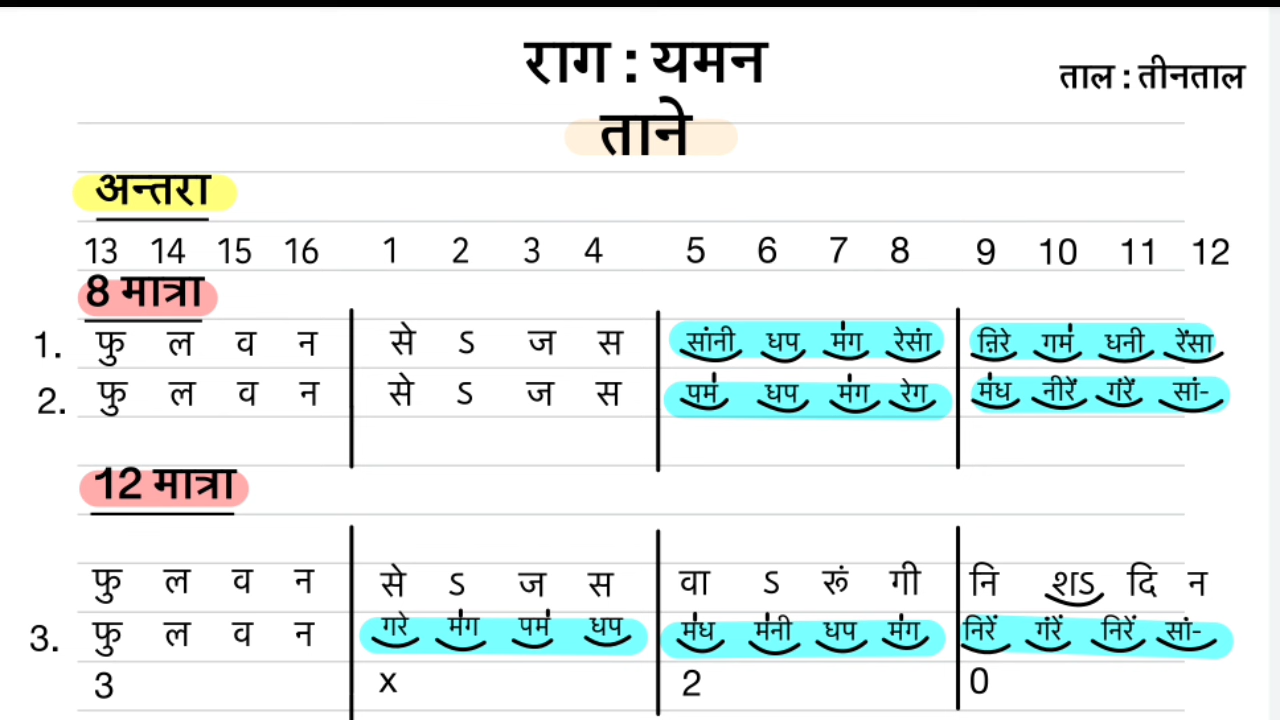 राग : यमन
ताल : तीनताल
ताने
अन्तरा
13 14 15 16 1 2 3 4 5 6 7 8 9 10 11 12
8 मात्रा
1. फु ल व न से ऽ ज स सांनी धप म॑ग रेसां ऩिरे गम॑ धनी रेंसा
2. फु ल व न से ऽ ज स पम॑ धप म॑ग रेग म॑ध नीरें गंरें सां-
12 मात्रा
फु ल व न से ऽ ज स वा ऽ रूं गी नि शऽ दि न
3. फु ल व न गरे म॑ग पम॑ धप म॑ध म॑नी धप म॑ग निरें गंरें निरें सां-
3 x 2 0